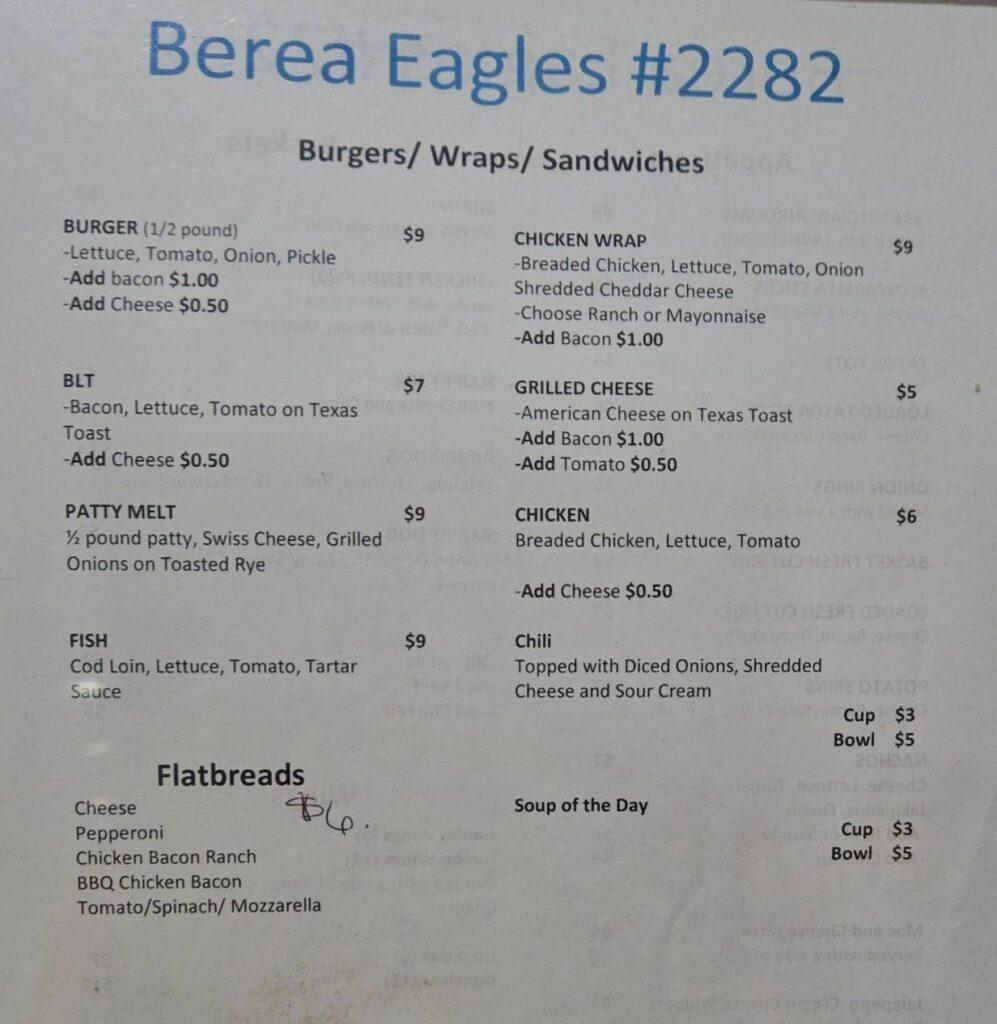 Berea Eagles #2282
Burgers/ Wraps/ Sandwiches
BURGER (1/2 pound) $9
-Lettuce, Tomato, Onion, Pickle
-Add bacon $1.00
-Add Cheese $0.50
BLT $7
-Bacon, Lettuce, Tomato on Texas
Toast
-Add Cheese $0.50
PATTY MELT $9
½ pound patty, Swiss Cheese, Grilled
Onions on Toasted Rye
FISH $9
Cod Loin, Lettuce, Tomato, Tartar
Sauce
Flatbreads
$6.
Cheese
Pepperoni
Chicken Bacon Ranch
BBQ Chicken Bacon
Tomato/Spinach/ Mozzarella
CHICKEN WRAP $9
-Breaded Chicken, Lettuce, Tomato, Onion
Shredded Cheddar Cheese
-Choose Ranch or Mayonnaise
-Add Bacon $1.00
GRILLED CHEESE $5
-American Cheese on Texas Toast
-Add Bacon $1.00
-Add Tomato $0.50
CHICKEN $6
Breaded Chicken, Lettuce, Tomato
-Add Cheese $0.50
Chili
Topped with Diced Onions, Shredded
Cheese and Sour Cream
Cup $3
Bowl $5
Soup of the Day
Cup $3
Bowl $5